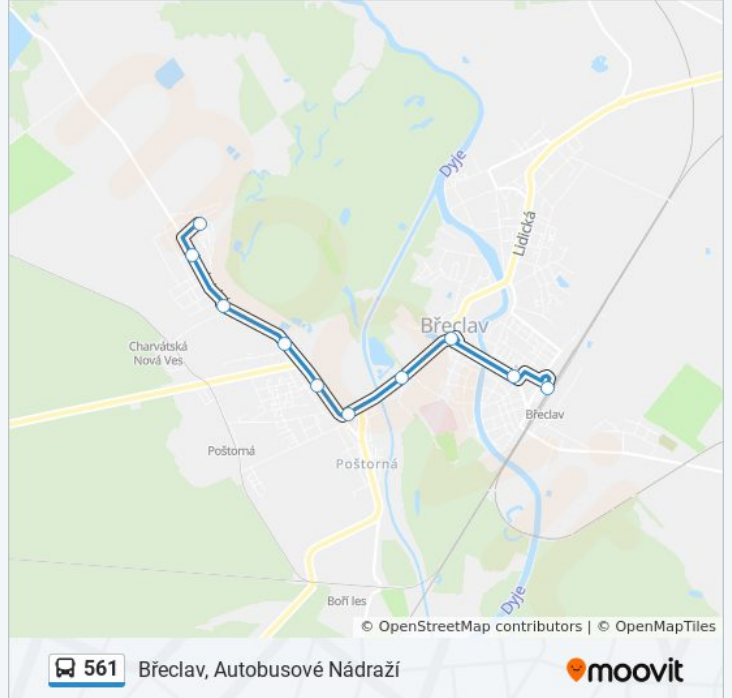 Dyje
Lidická
Břeclav
Charvátská
Nová Ves
Břeclav
Poštorná
Poštorná
Boří les
Dyje
© OpenStreetMap contributors | © OpenMapTiles
561 Břeclav, Autobusové Nádraží
moovit